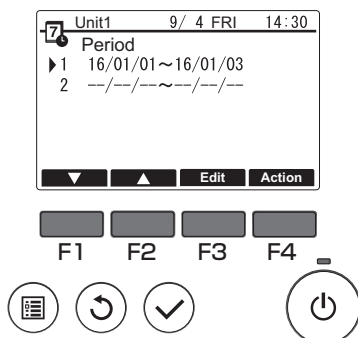 7 Unit1 9/ 4 FRI 14:30
Period
1 16/01/01~16/01/03
2 --/--/--~--/--/--
Edit Action
F1 F2 F3 F4